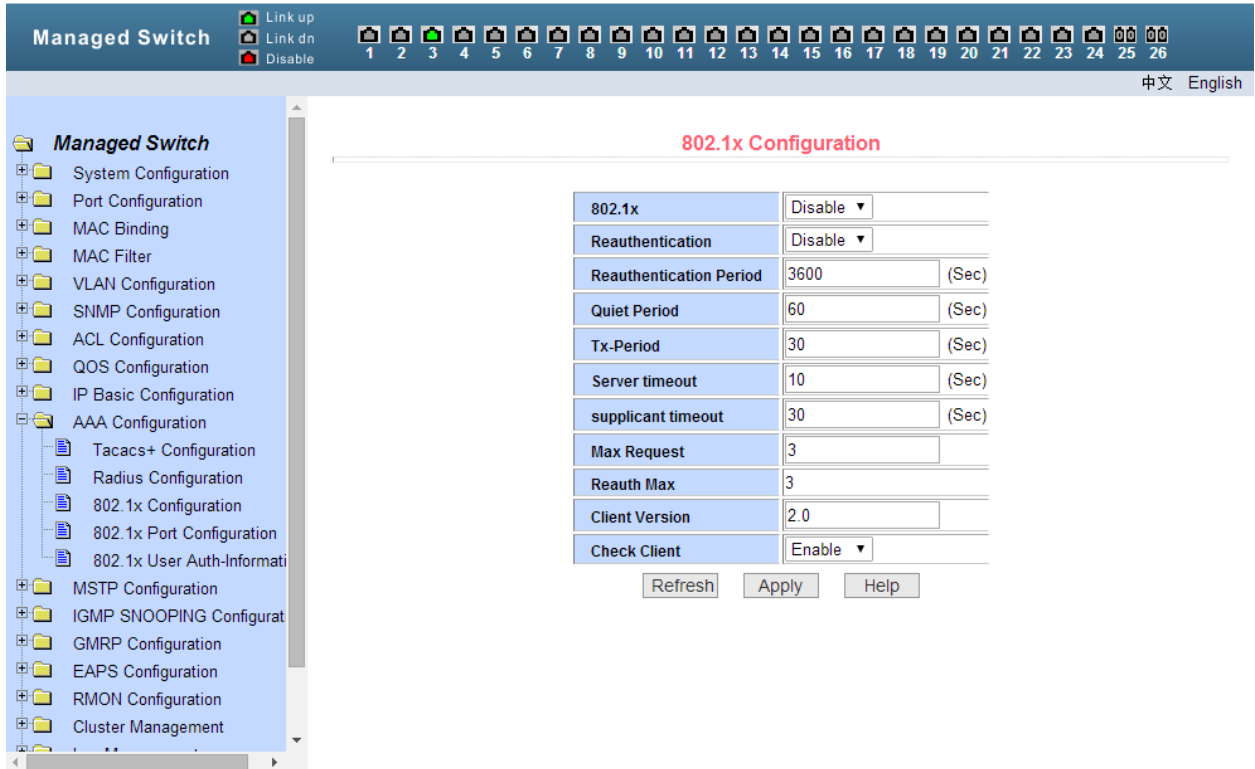 Managed Switch
Link up
Link dn
Disable
1 2 3 4 5 6 7 8 9 10 11 12 13 14 15 16 17 18 19 20 21 22 23 24 25 26
中文 English
Managed Switch
System Configuration
Port Configuration
MAC Binding
MAC Filter
VLAN Configuration
SNMP Configuration
ACL Configuration
QOS Configuration
IP Basic Configuration
AAA Configuration
Tacacs+ Configuration
Radius Configuration
802.1x Configuration
802.1x Port Configuration
802.1x User Auth-Informati
MSTP Configuration
IGMP SNOOPING Configurat
GMRP Configuration
EAPS Configuration
RMON Configuration
Cluster Management
802.1x Configuration
802.1x Disable
Reauthentication Disable
Reauthentication Period 3600 (Sec)
Quiet Period 60 (Sec)
Tx-Period 30 (Sec)
Server timeout 10 (Sec)
supplicant timeout 30 (Sec)
Max Request 3
Reauth Max 3
Client Version 2.0
Check Client Enable
Refresh Apply Help